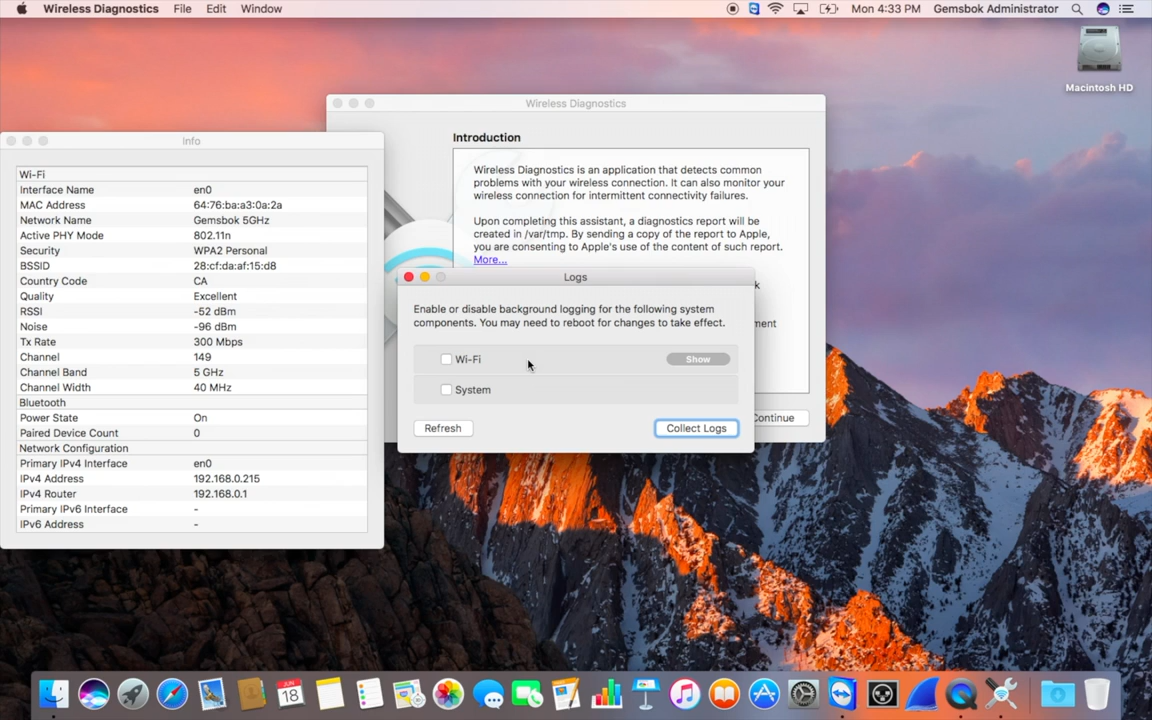 Wireless Diagnostics File Edit Window Mon 4:33 PM Gemsbok Administrator
Macintosh HD
Wireless Diagnostics
Introduction
Wireless Diagnostics is an application that detects common
problems with your wireless connection. It can also monitor your
wireless connection for intermittent connectivity failures.
Upon completing this assistant, a diagnostics report will be
created in /var/tmp. By sending a copy of the report to Apple,
you are consenting to Apple's use of the content of such report.
More...
k
ment
Continue
Info
Wi-Fi
Interface Name en0
MAC Address 64:76:ba:a3:0a:2a
Network Name Gemsbok 5GHz
Active PHY Mode 802.11n
Security WPA2 Personal
BSSID 28:cf:da:af:15:d8
Country Code CA
Quality Excellent
RSSI -52 dBm
Noise -96 dBm
Tx Rate 300 Mbps
Channel 149
Channel Band 5 GHz
Channel Width 40 MHz
Bluetooth
Power State On
Paired Device Count 0
Network Configuration
Primary IPv4 Interface en0
IPv4 Address 192.168.0.215
IPv4 Router 192.168.0.1
Primary IPv6 Interface -
IPv6 Address -
Logs
Enable or disable background logging for the following system
components. You may need to reboot for changes to take effect.
Wi-Fi Show
System
Refresh Collect Logs
JUN
18